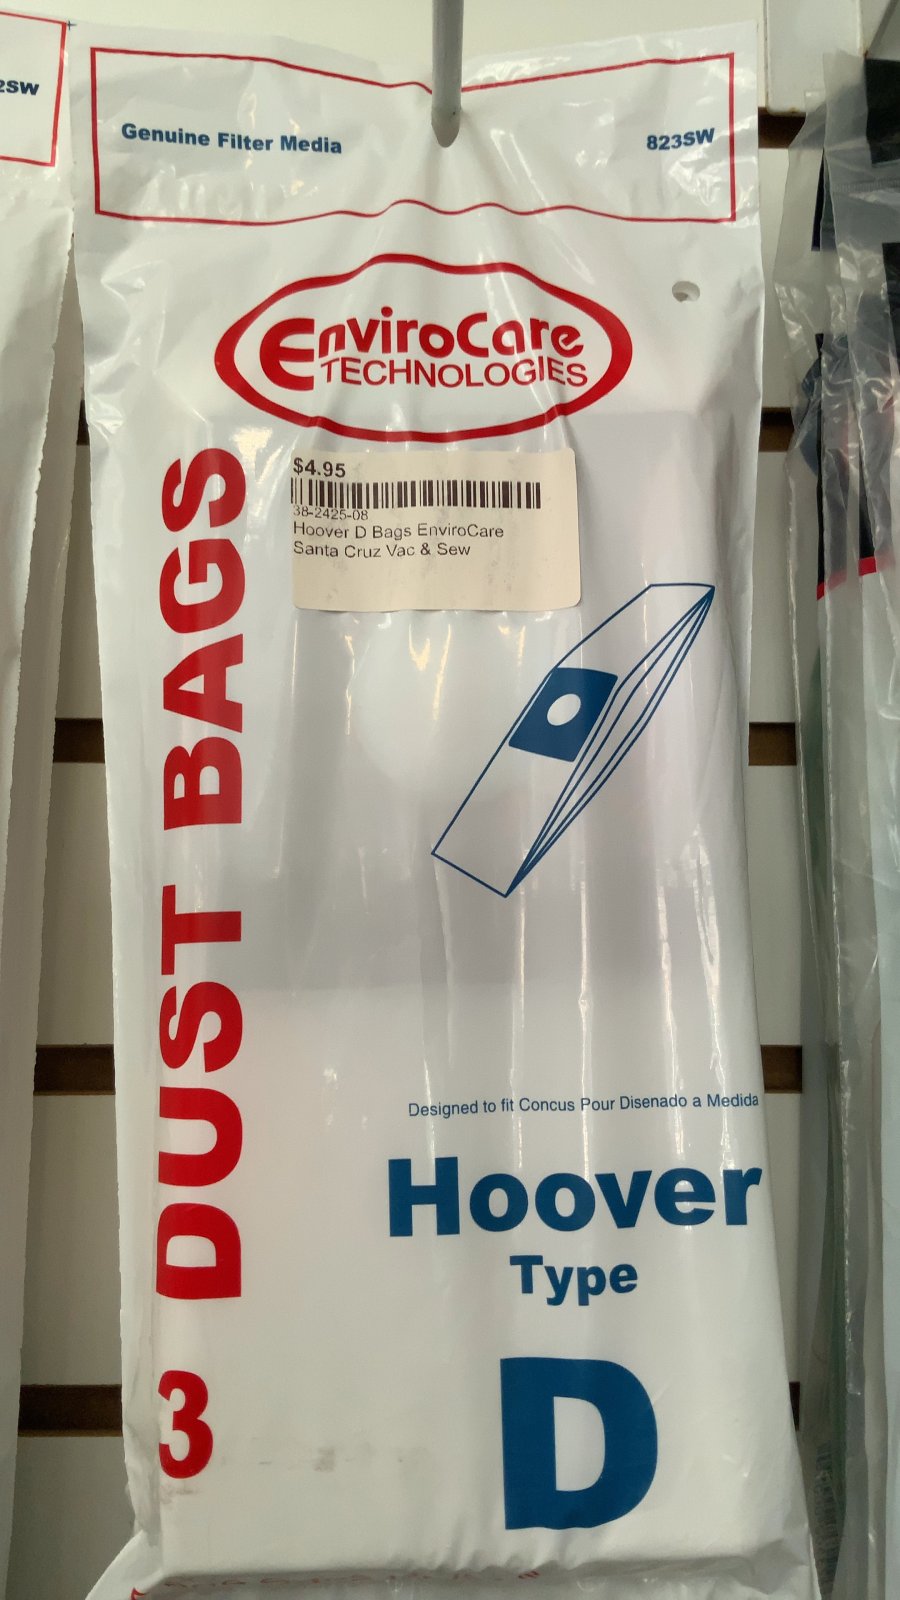 2SW
Genuine Filter Media
823SW
EnviroCare
TECHNOLOGIES
$4.95
38-2425-08
Hoover D Bags EnviroCare
Santa Cruz Vac & Sew
3 DUST BAGS
Designed to fit Concus Pour Disenado a Medida
Hoover
Type
D